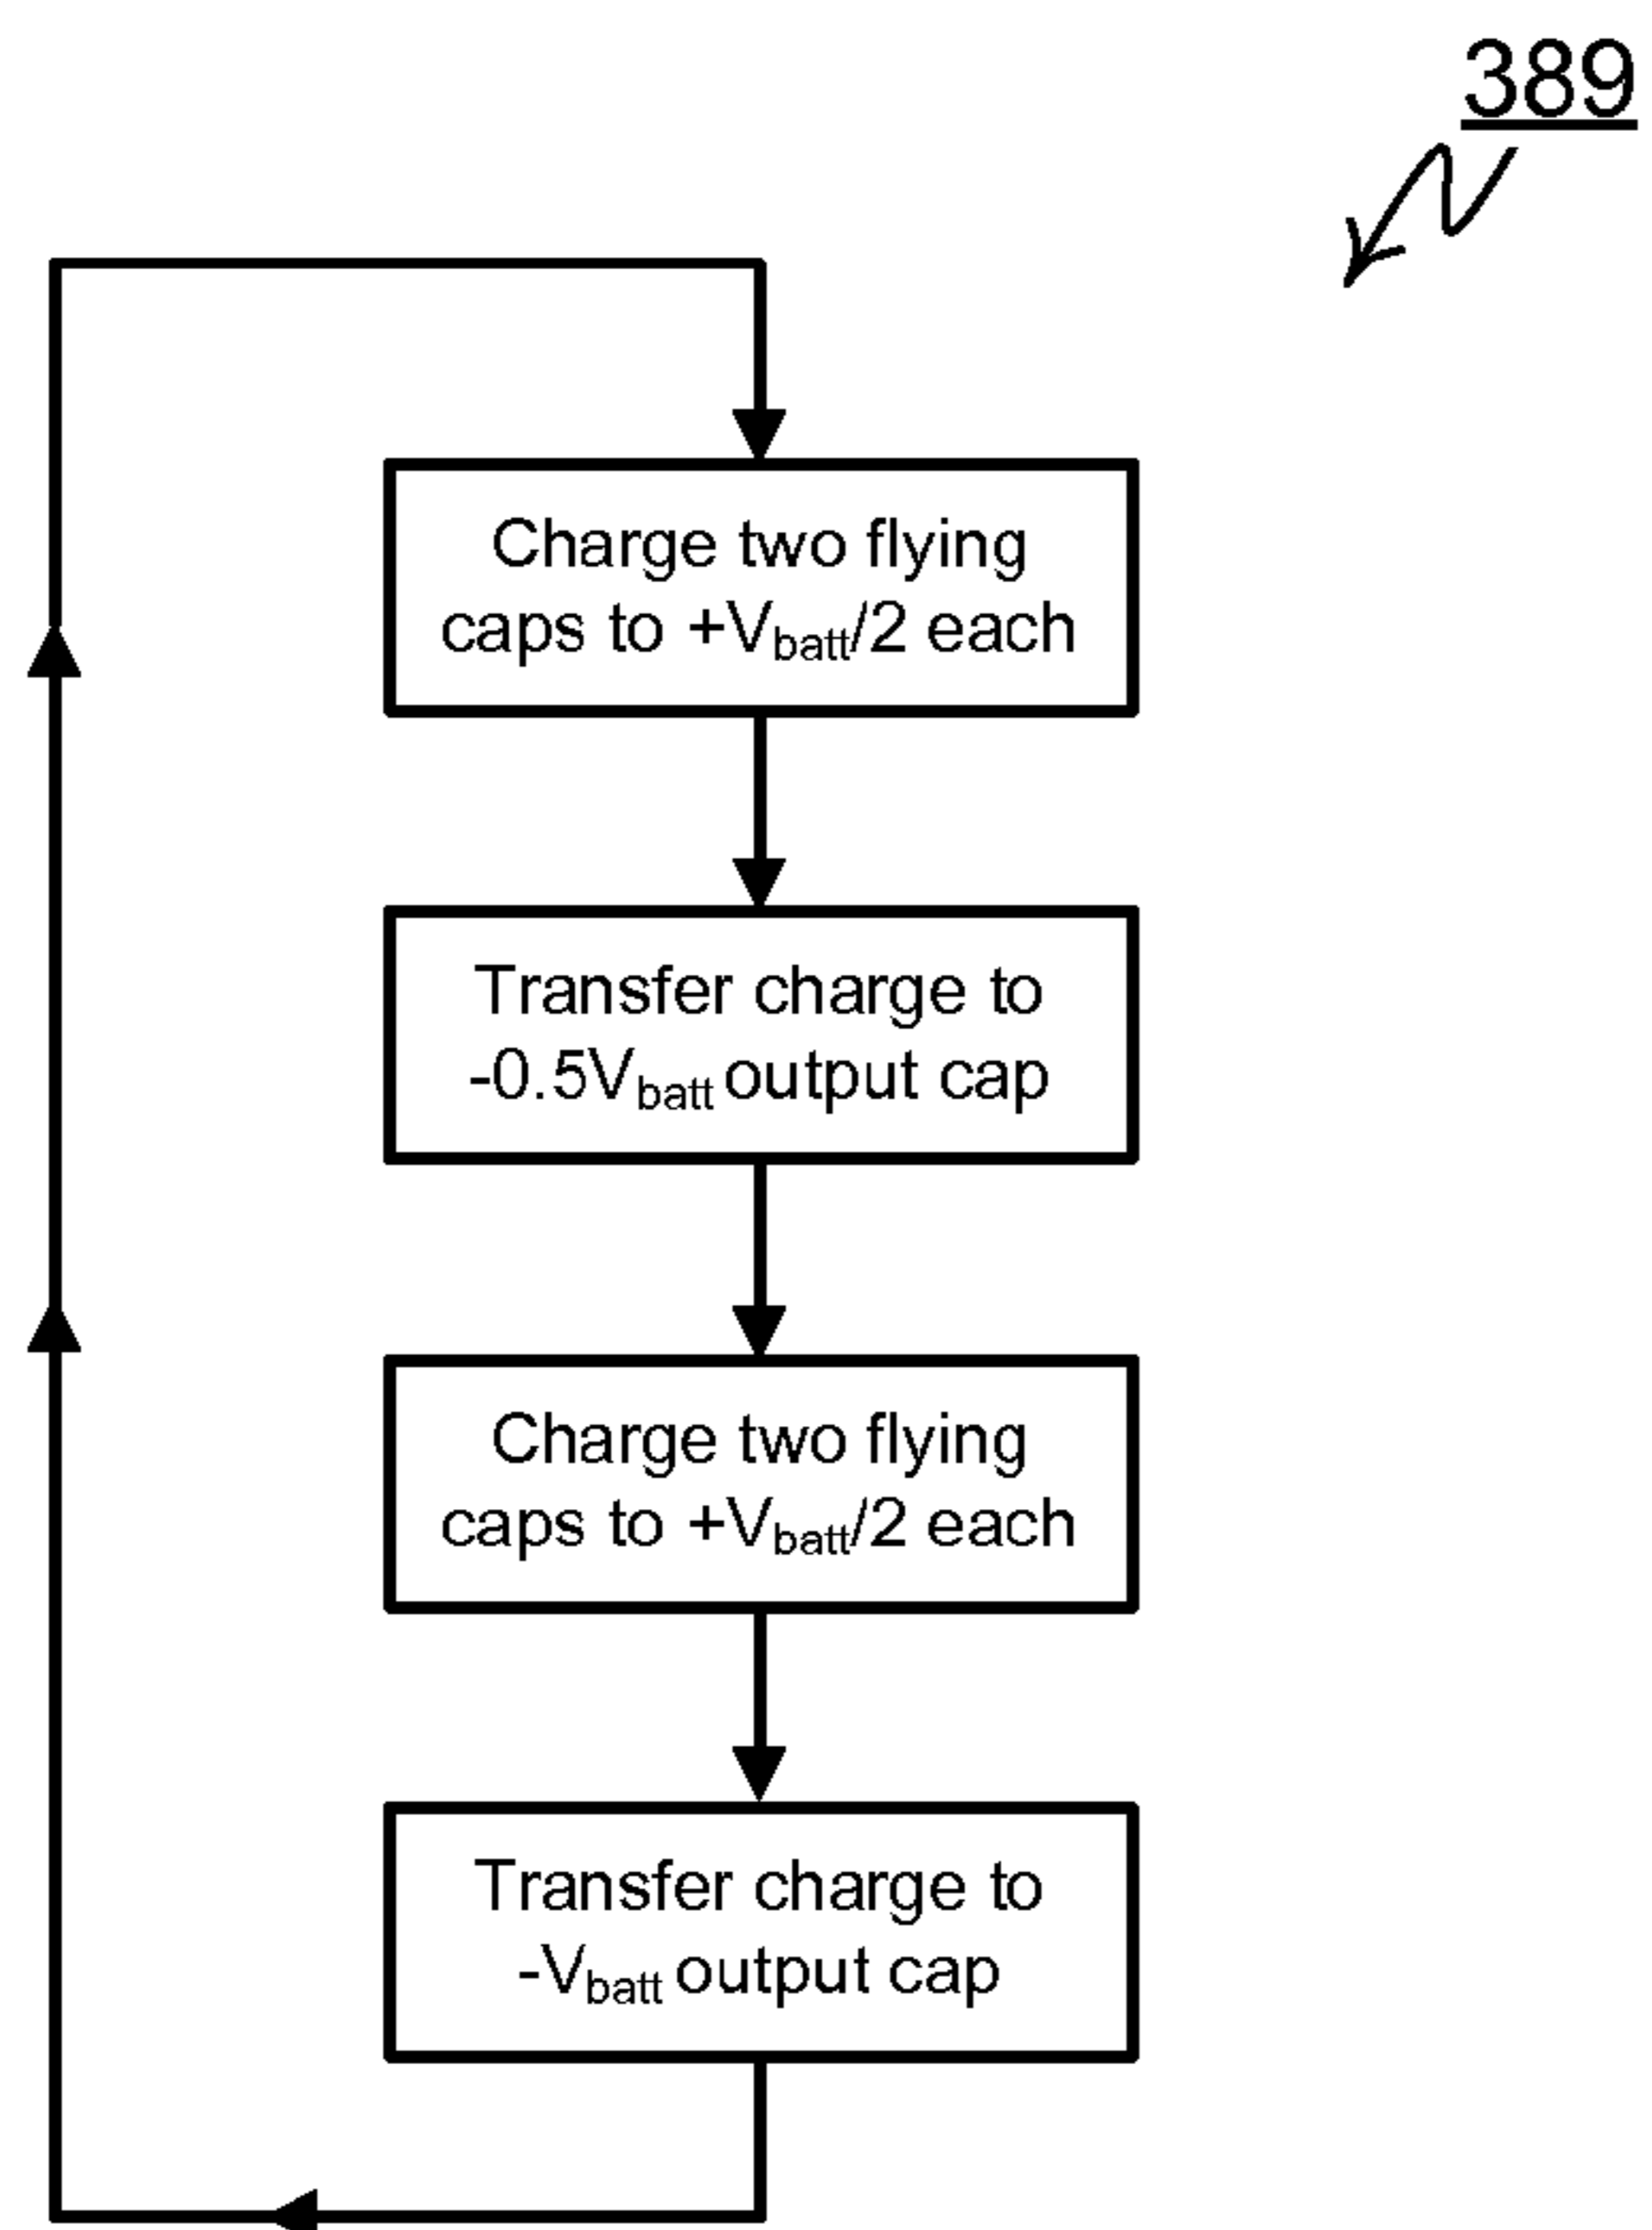 389
Charge two flying
caps to +Vbatt/2 each
Transfer charge to
-0.5Vbatt output cap
Charge two flying
caps to +Vbatt/2 each
Transfer charge to
-Vbatt output cap